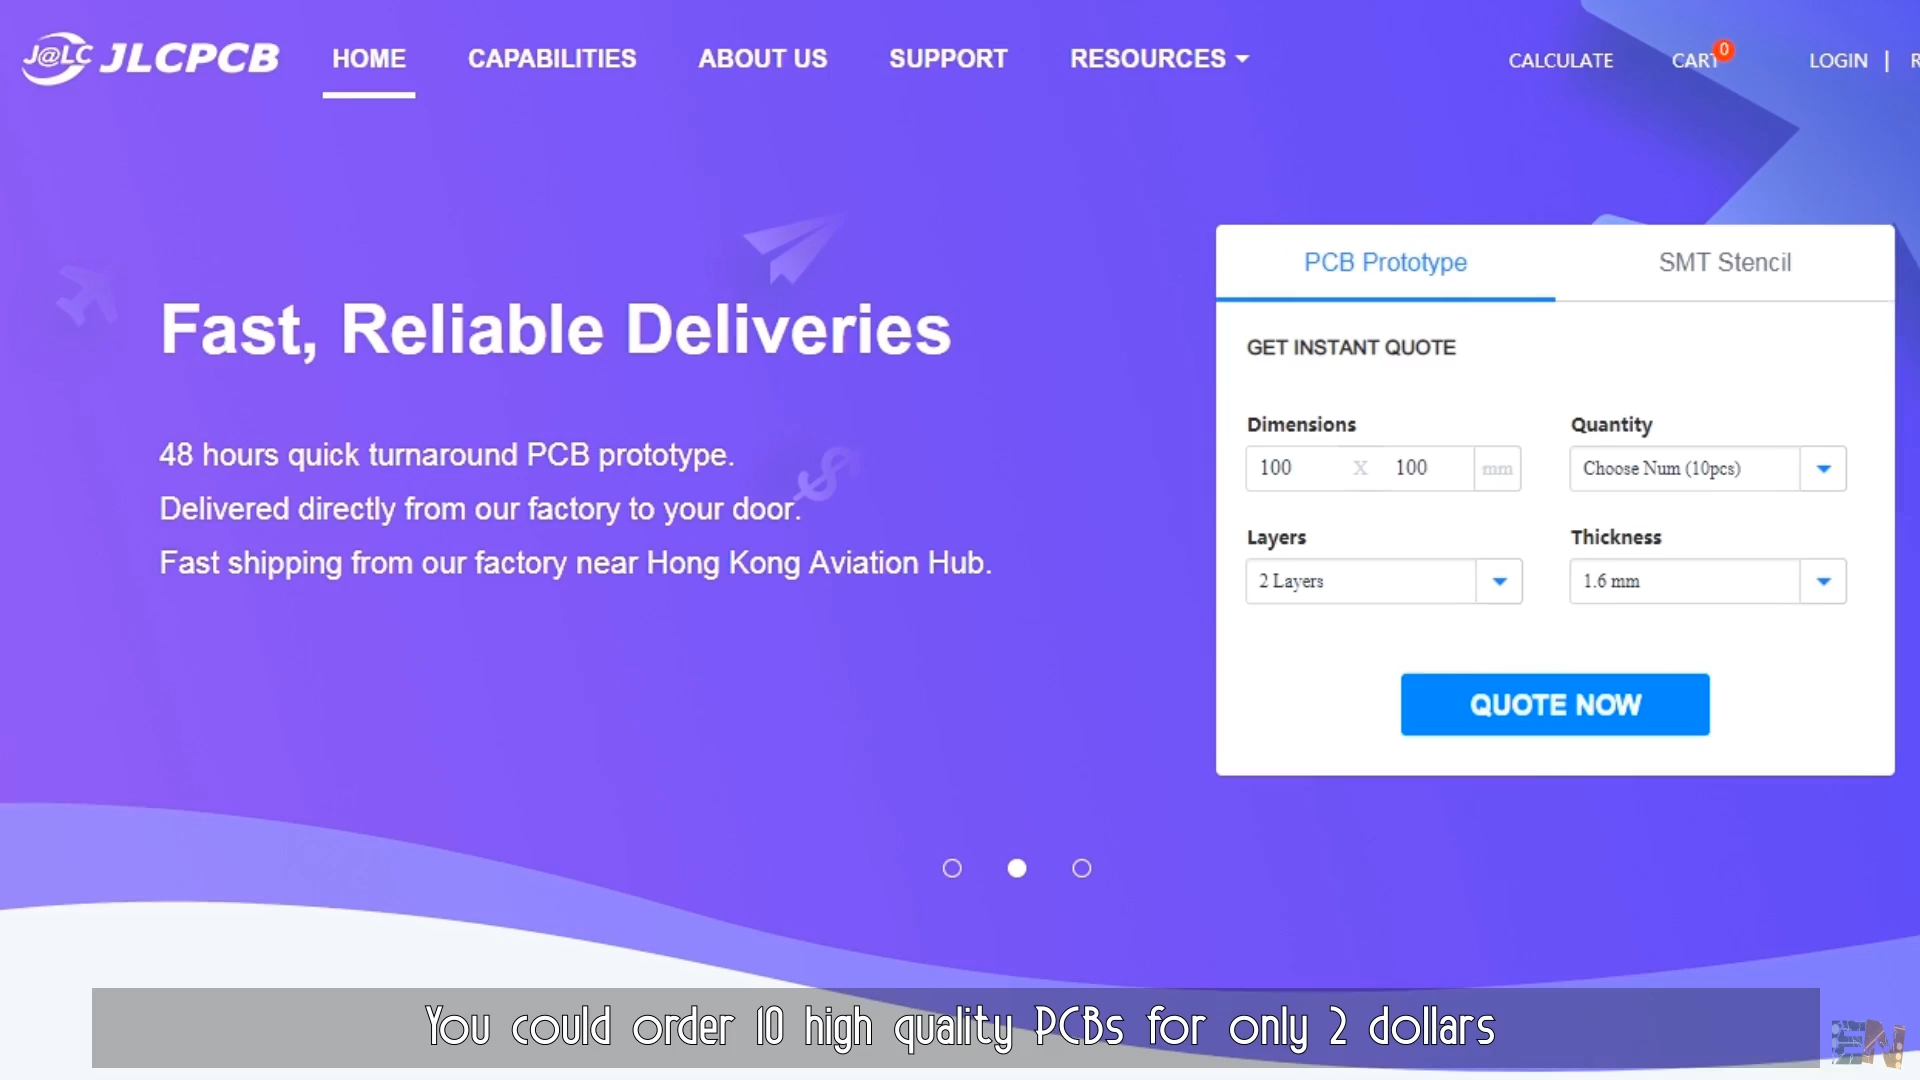 J@LC JLCPCB
HOME
CAPABILITIES
ABOUT US
SUPPORT
RESOURCES
CALCULATE
CART
0
LOGIN |
Fast, Reliable Deliveries
48 hours quick turnaround PCB prototype.
Delivered directly from our factory to your door.
Fast shipping from our factory near Hong Kong Aviation Hub.
PCB Prototype
SMT Stencil
GET INSTANT QUOTE
Dimensions
Quantity
100 X 100 mm
Choose Num (10pcs)
Layers
Thickness
2 Layers
1.6 mm
QUOTE NOW
You could order 10 high quality PCBs for only 2 dollars
EN